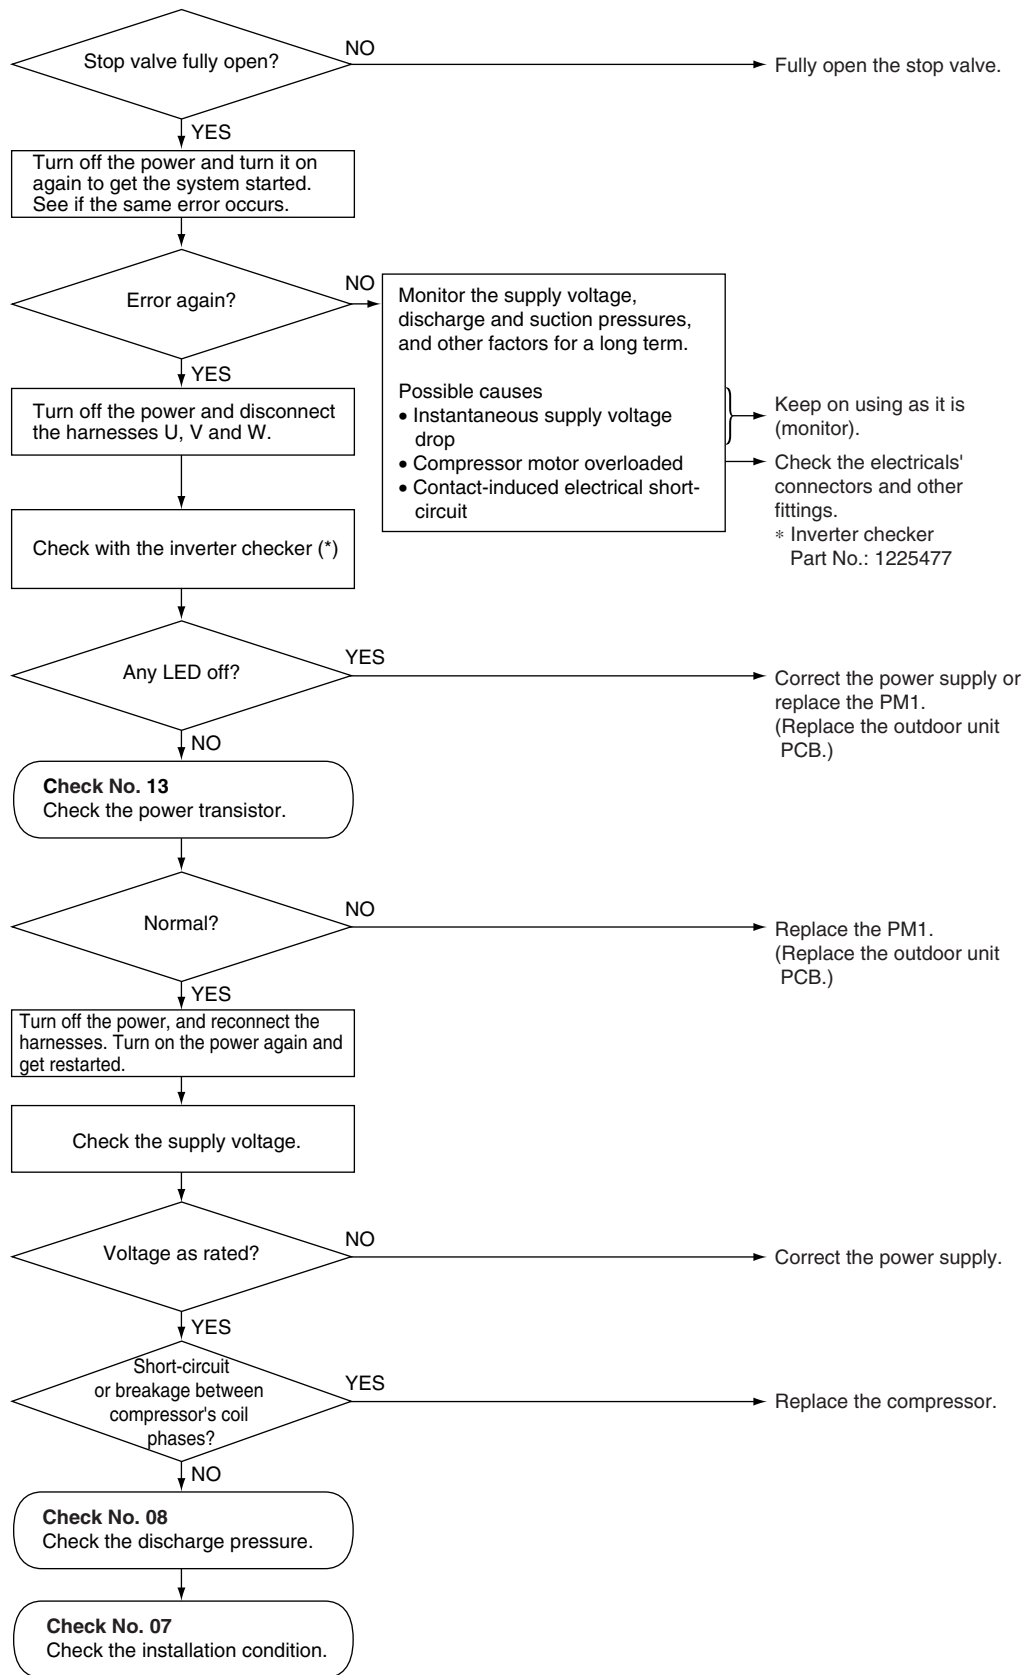 Stop valve fully open?
NO
Fully open the stop valve.
YES
Turn off the power and turn it on
again to get the system started.
See if the same error occurs.
Error again?
NO
Monitor the supply voltage,
discharge and suction pressures,
and other factors for a long term.
Possible causes
• Instantaneous supply voltage
drop
• Compressor motor overloaded
• Contact-induced electrical short-
circuit
Keep on using as it is
(monitor).
Check the electricals'
connectors and other
fittings.
* Inverter checker
Part No.: 1225477
YES
Turn off the power and disconnect
the harnesses U, V and W.
Check with the inverter checker (*)
Any LED off?
YES
Correct the power supply or
replace the PM1.
(Replace the outdoor unit
PCB.)
NO
Check No. 13
Check the power transistor.
Normal?
NO
Replace the PM1.
(Replace the outdoor unit
PCB.)
YES
Turn off the power, and reconnect the
harnesses. Turn on the power again and
get restarted.
Check the supply voltage.
Voltage as rated?
NO
Correct the power supply.
YES
Short-circuit
or breakage between
compressor's coil
phases?
YES
Replace the compressor.
NO
Check No. 08
Check the discharge pressure.
Check No. 07
Check the installation condition.